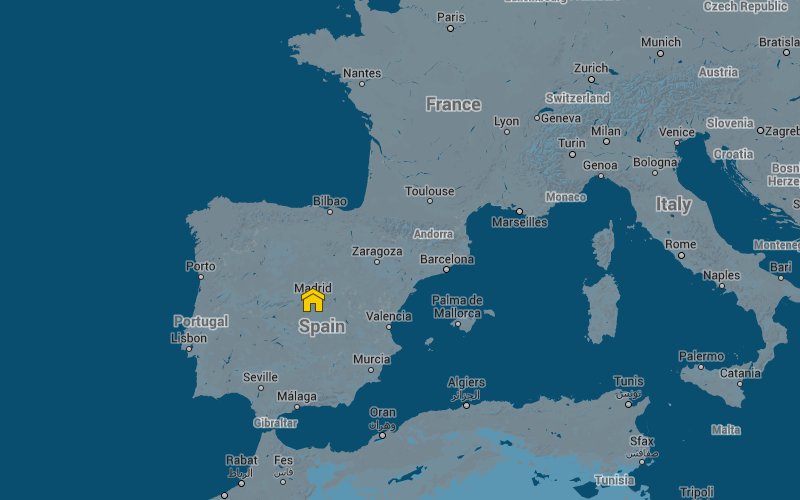 Czech Republic
Paris
Munich
Bratisla
Nantes
Zurich
Austria
France
Switzerland
Lyon
Geneva
Slovenia
Milan
Venice
Zagreb
Turin
Croatia
Genoa
Bologna
Bosn
Herze
Toulouse
Monaco
Bilbao
Italy
Marseilles
Andorra
Rome
Montenegr
Zaragoza
Barcelona
Porto
Bari
Naples
Madrid
Palma de
Mallorca
Valencia
Portugal
Spain
Lisbon
Palermo
Murcia
Catania
Seville
Algiers
الجزائر
Tunis
تونس
Málaga
Oran
وهران
Gibraltar
Malta
Sfax
صفاقس
Rabat
الرباط
Fes
فاس
Tunisia
Tripoli